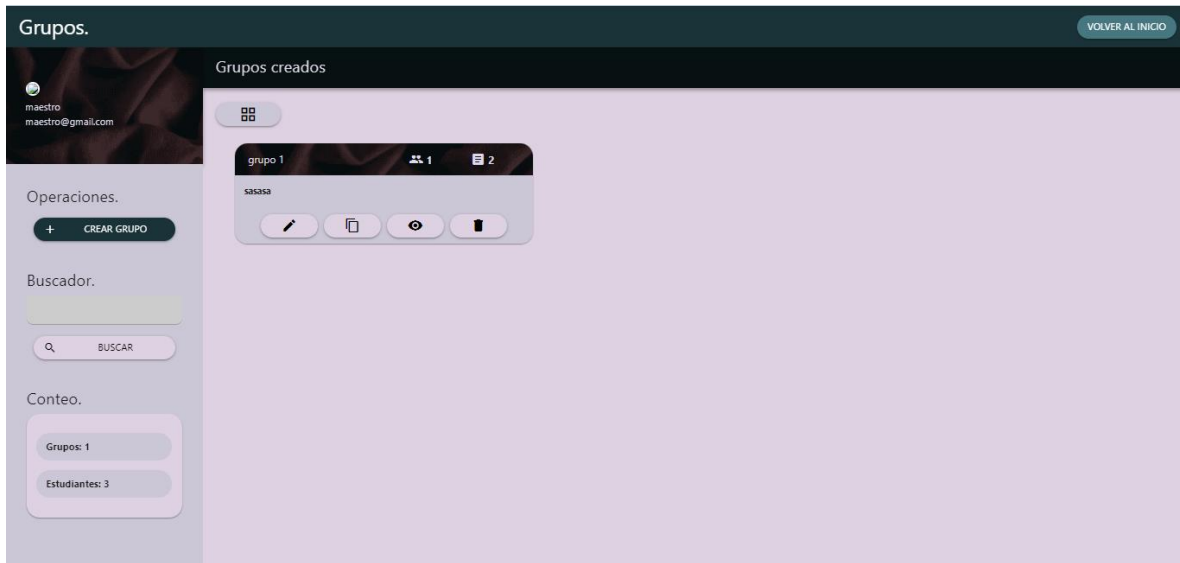 Grupos.
VOLVER AL INICIO
maestro
maestro@gmail.com
Grupos creados
grupo 1
1
2
sasasa
Operaciones.
+ CREAR GRUPO
Buscador.
BUSCAR
Conteo.
Grupos: 1
Estudiantes: 3